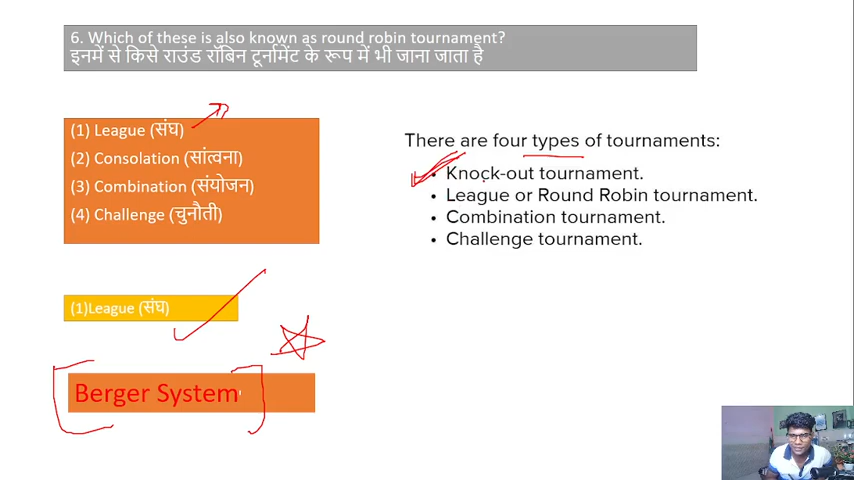 6. Which of these is also known as round robin tournament?
इनमें से किसे राउंड रॉबिन टूर्नामेंट के रूप में भी जाना जाता है
(1) League (संघ)
(2) Consolation (सांत्वना)
(3) Combination (संयोजन)
(4) Challenge (चुनौती)
(1)League (संघ)
Berger System
There are four types of tournaments:
• Knock-out tournament.
• League or Round Robin tournament.
• Combination tournament.
• Challenge tournament.